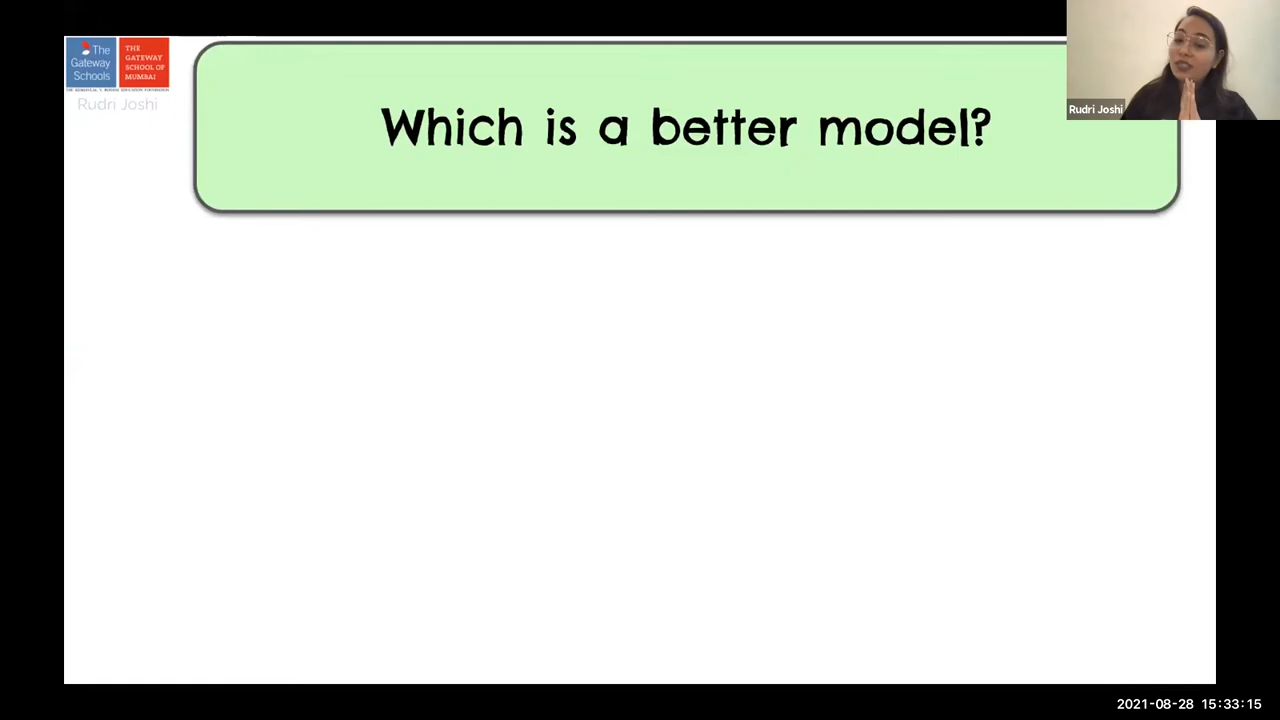 The
Gateway
Schools
THE
GATEWAY
SCHOOL OF
MUMBAI
Rudri Joshi
Which is a better model?
Rudri Joshi
2021-08-28 15:33:15